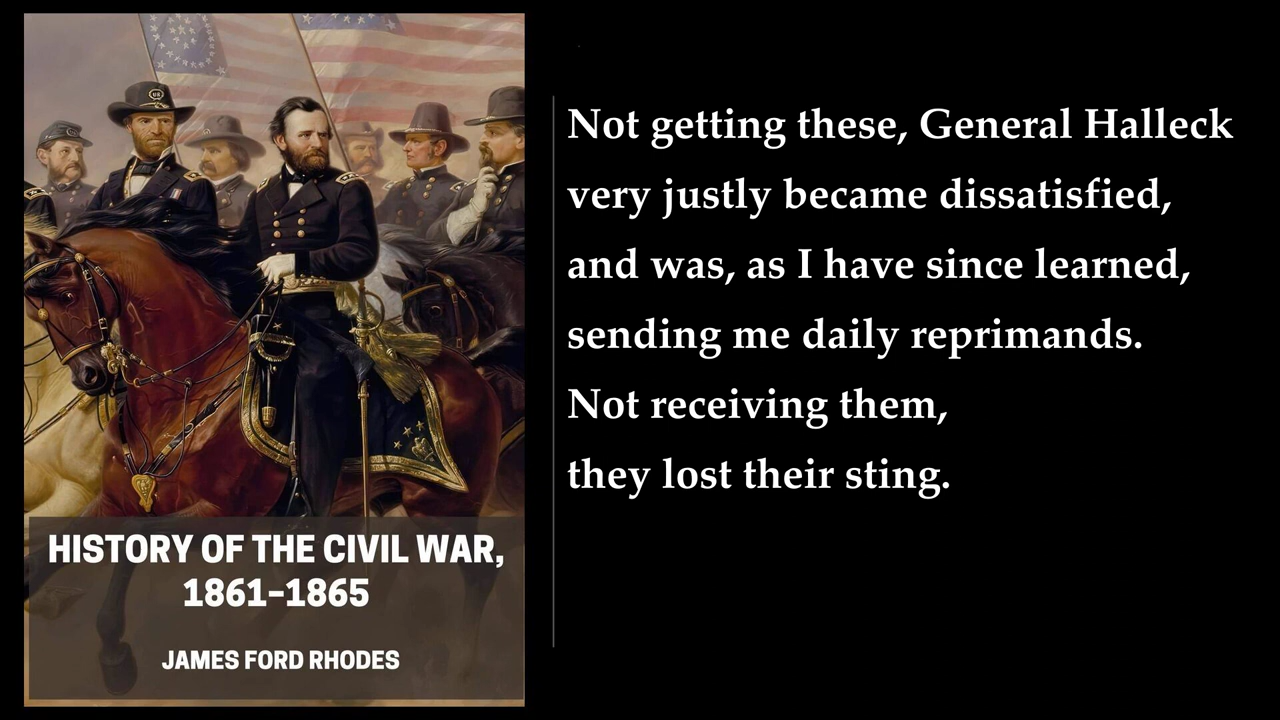 HISTORY OF THE CIVIL WAR,
1861–1865
JAMES FORD RHODES
Not getting these, General Halleck
very justly became dissatisfied,
and was, as I have since learned,
sending me daily reprimands.
Not receiving them,
they lost their sting.